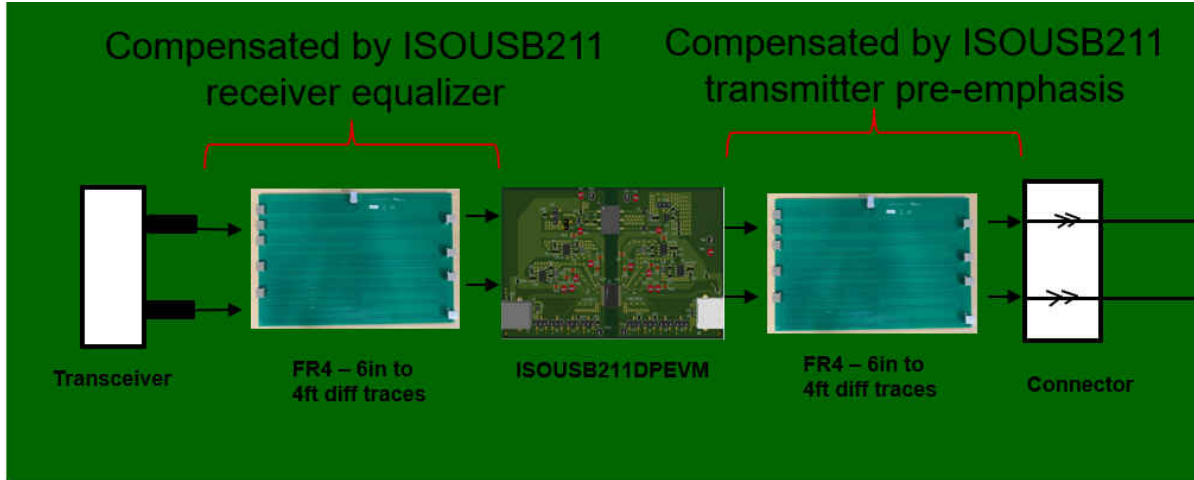 Compensated by ISOUSB211
receiver equalizer
Compensated by ISOUSB211
transmitter pre-emphasis
Transceiver
FR4 – 6in to
4ft diff traces
ISOUSB211DPEVM
FR4 – 6in to
4ft diff traces
Connector